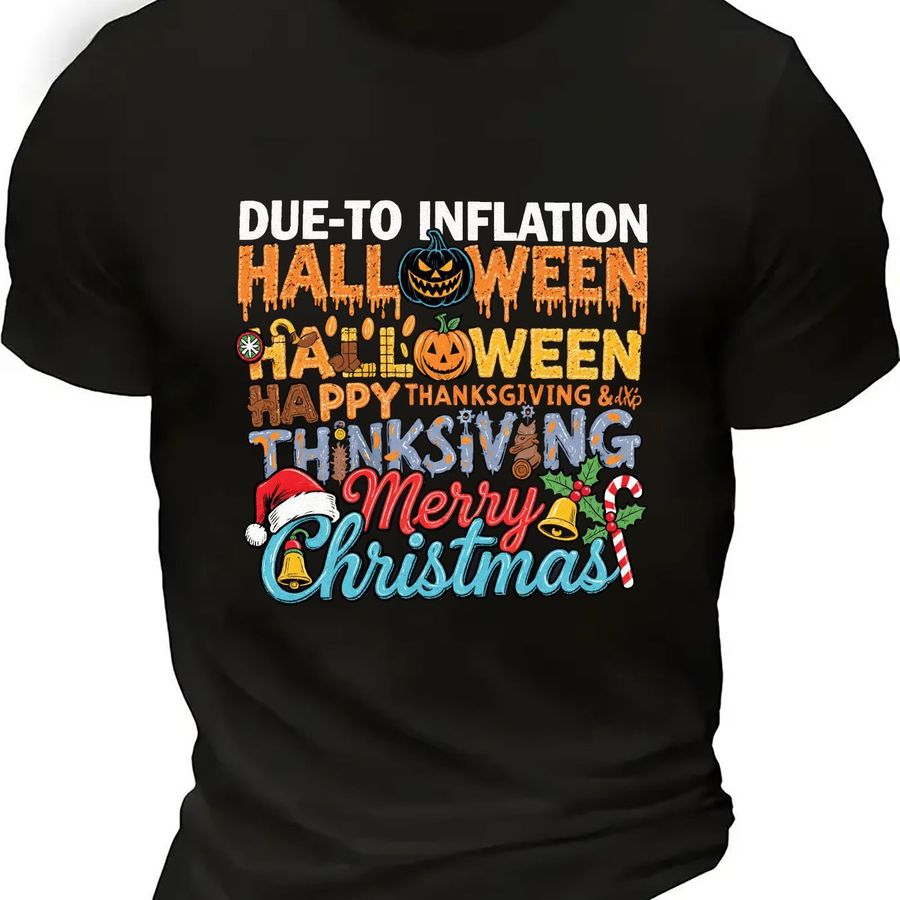 DUE-TO INFLATION
HALLOWEEN
HALLOWEEN
HAPPY THANKSGIVING &
THINKSIVING
Merry
Christmas